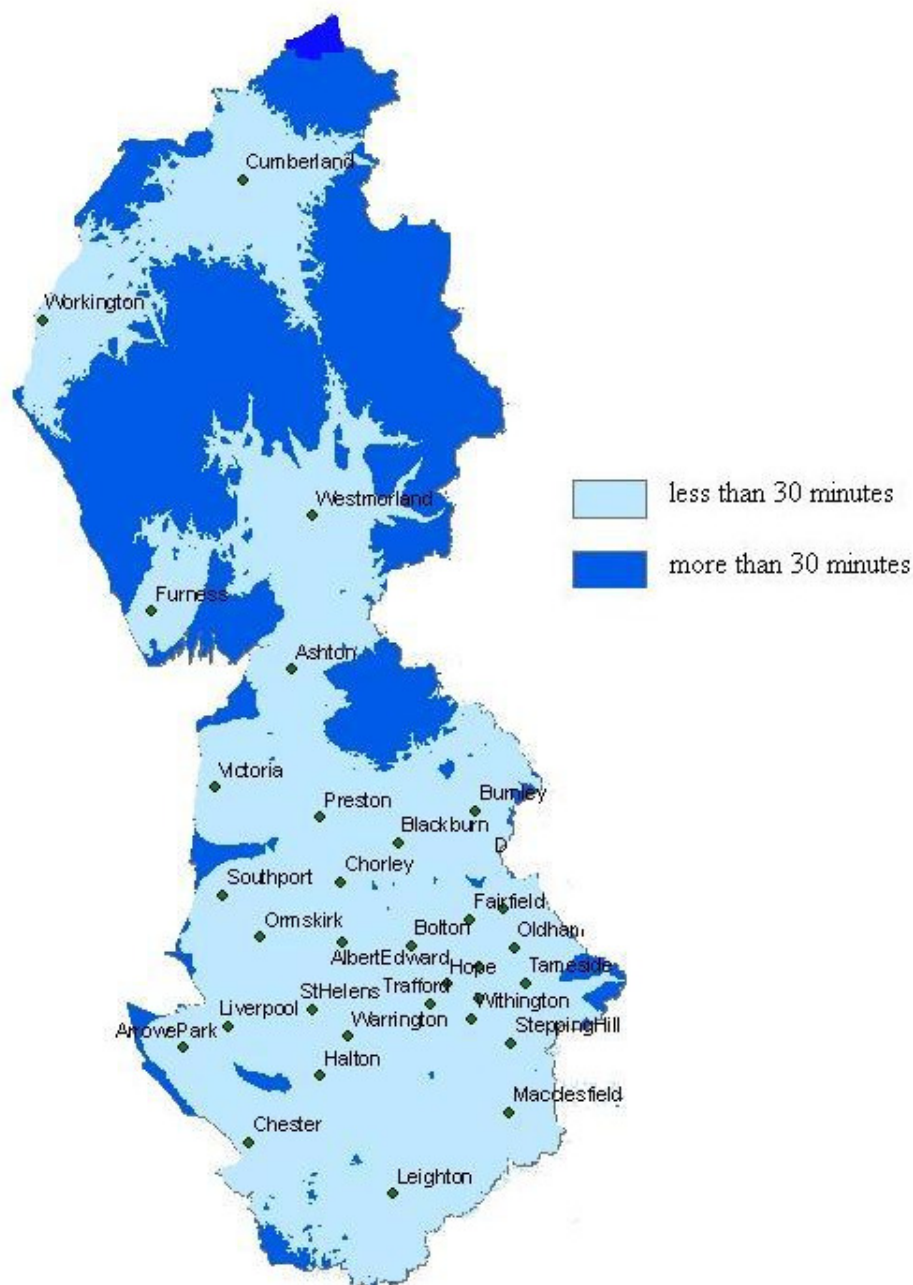 Cumberland
Workington
Westmorland
less than 30 minutes
more than 30 minutes
Furness
Ashton
Victoria
Preston
Burnley
Blackburn
D
Chorley
Southport
Fairfield
Ormskirk
Bolton
Oldham
AlbertEdward
Hope
Tameside
Trafford
StHelens
Withington
Liverpool
Warrington
ArrowePark
SteppingHill
Halton
Macclesfield
Chester
Leighton